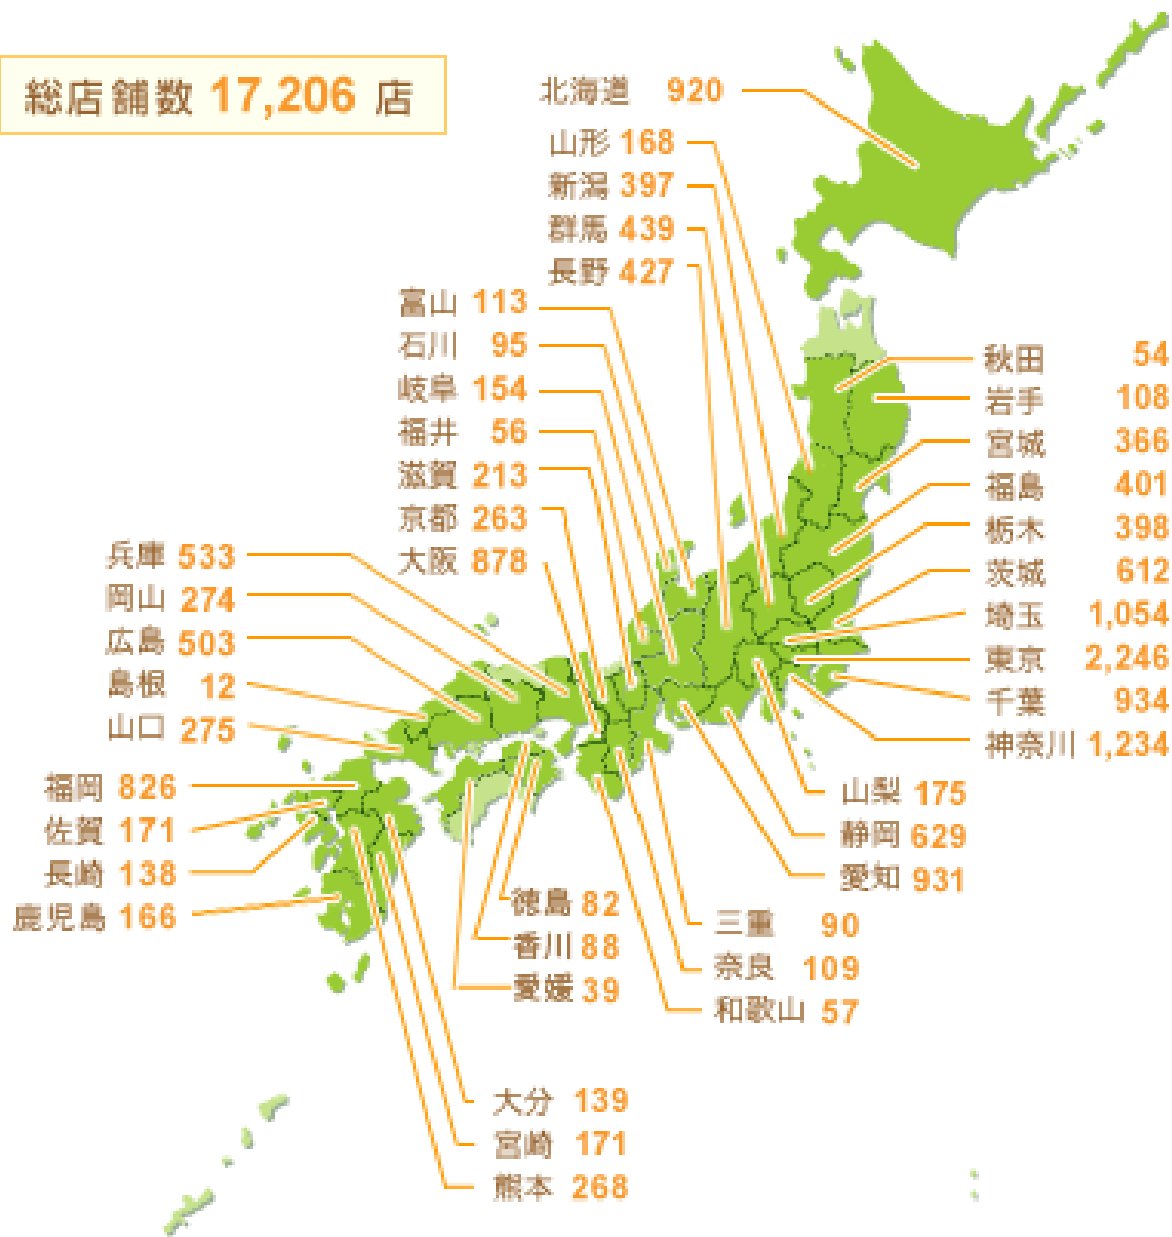 総店舗数 17,206 店
北海道 920
山形 168
新潟 397
群馬 439
長野 427
富山 113
石川 95
岐阜 154
福井 56
滋賀 213
京都 263
大阪 878
兵庫 533
岡山 274
広島 503
島根 12
山口 275
福岡 826
佐賀 171
長崎 138
鹿児島 166
秋田 54
岩手 108
宮城 366
福島 401
栃木 398
茨城 612
埼玉 1,054
東京 2,246
千葉 934
神奈川 1,234
山梨 175
静岡 629
愛知 931
三重 90
奈良 109
和歌山 57
徳島 82
香川 88
愛媛 39
大分 139
宮崎 171
熊本 268